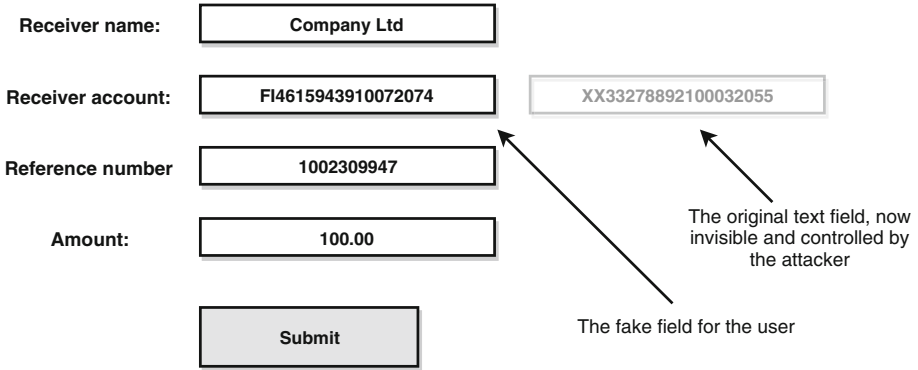 Receiver name:
Company Ltd
Receiver account:
FI4615943910072074
XX33278892100032055
Reference number
1002309947
Amount:
100.00
The original text field, now
invisible and controlled by
the attacker
Submit
The fake field for the user